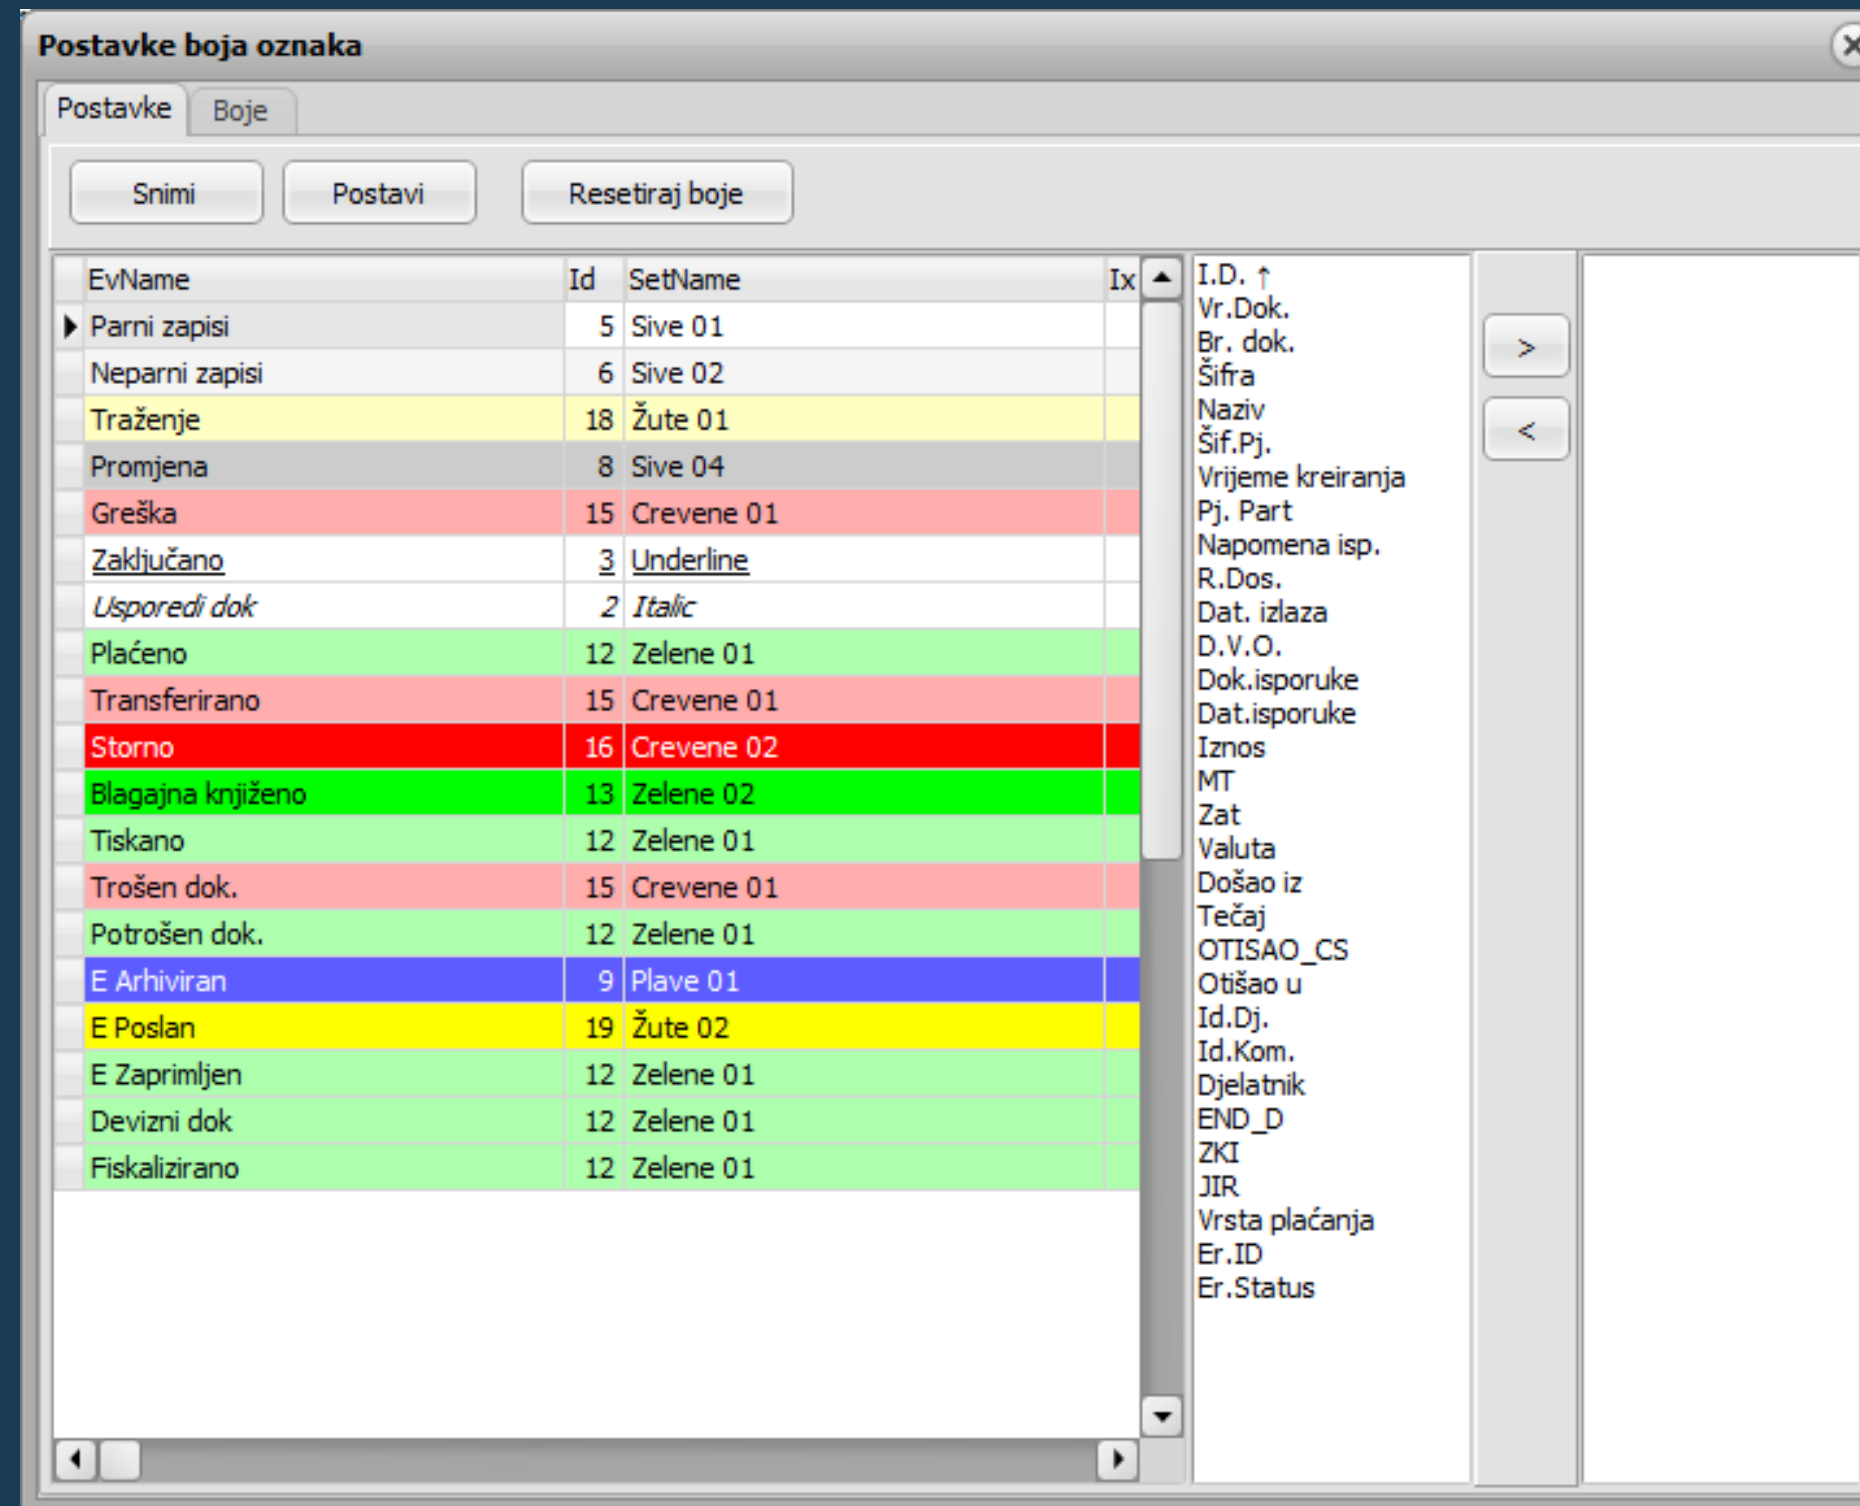 Postavke boja oznaka
Postavke Boje
Snimi Postavi Resetiraj boje
EvName Id SetName Ix
Parni zapisi 5 Sive 01
Neparni zapisi 6 Sive 02
Traženje 18 Žute 01
Promjena 8 Sive 04
Greška 15 Crevene 01
Zaključano 3 Underline
Usporedi dok 2 Italic
Plaćeno 12 Zelene 01
Transferirano 15 Crevene 01
Storno 16 Crevene 02
Blagajna knjiženo 13 Zelene 02
Tiskano 12 Zelene 01
Trošen dok. 15 Crevene 01
Potrošen dok. 12 Zelene 01
E Arhiviran 9 Plave 01
E Poslan 19 Žute 02
E Zaprimljen 12 Zelene 01
Devizni dok 12 Zelene 01
Fiskalizirano 12 Zelene 01
I.D. ↑
Vr.Dok.
Br. dok.
Šifra
Naziv
Šif.Pj.
Vrijeme kreiranja
Pj. Part
Napomena isp.
R.Dos.
Dat. izlaza
D.V.O.
Dok.isporuke
Dat.isporuke
Iznos
MT
Zat
Valuta
Došao iz
Tečaj
OTISAO_CS
Otišao u
Id.Dj.
Id.Kom.
Djelatnik
END_D
ZKI
JIR
Vrsta plaćanja
Er.ID
Er.Status
>
<